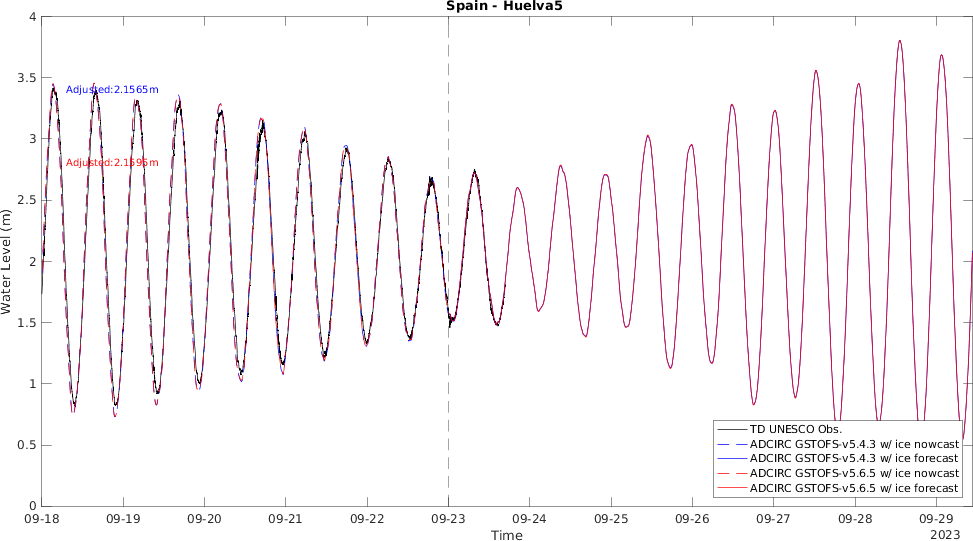 Spain - Huelva5
4
3.5
3
2.5
2
1.5
1
0.5
0
Water Level (m)
Adjusted:2.1565m
Adjusted:2.1595m
TD UNESCO Obs.
ADCIRC GSTOFS-v5.4.3 w/ ice nowcast
ADCIRC GSTOFS-v5.4.3 w/ ice forecast
ADCIRC GSTOFS-v5.6.5 w/ ice nowcast
ADCIRC GSTOFS-v5.6.5 w/ ice forecast
09-18 09-19 09-20 09-21 09-22 09-23 09-24 09-25 09-26 09-27 09-28 09-29
Time
2023